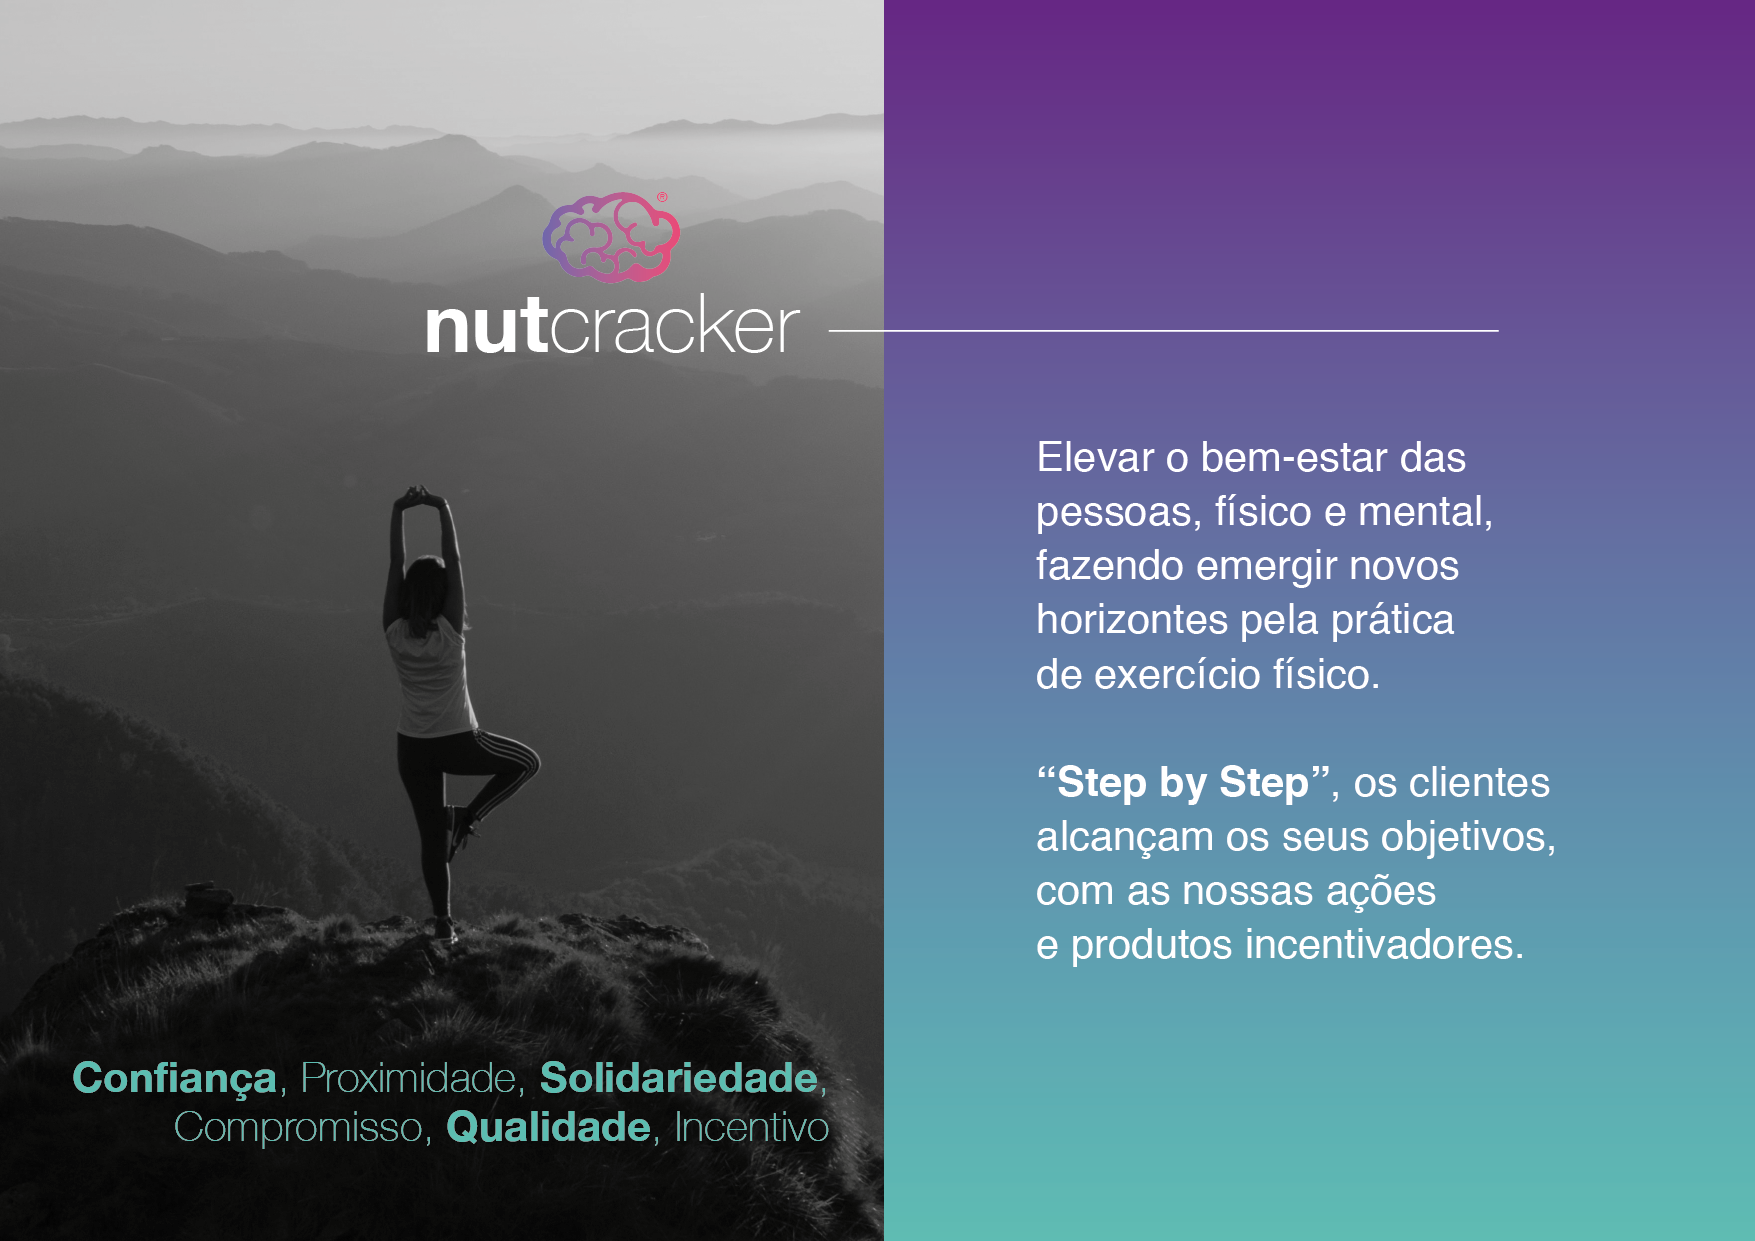 ®
nutcracker
Elevar o bem-estar das
pessoas, físico e mental,
fazendo emergir novos
horizontes pela prática
de exercício físico.
“Step by Step”, os clientes
alcançam os seus objetivos,
com as nossas ações
e produtos incentivadores.
Confiança, Proximidade, Solidariedade,
Compromisso, Qualidade, Incentivo